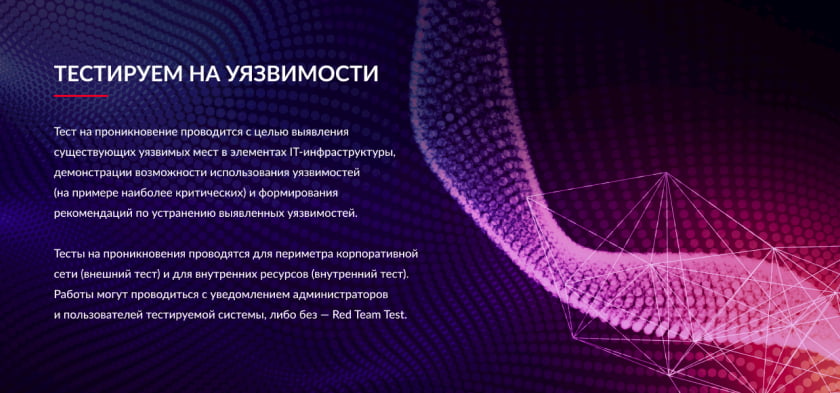 ТЕСТИРУЕМ НА УЯЗВИМОСТИ
Тест на проникновение проводится с целью выявления
существующих уязвимых мест в элементах IT-инфраструктуры,
демонстрации возможности использования уязвимостей
(на примере наиболее критических) и формирования
рекомендаций по устранению выявленных уязвимостей.
Тесты на проникновения проводятся для периметра корпоративной
сети (внешний тест) и для внутренних ресурсов (внутренний тест).
Работы могут проводиться с уведомлением администраторов
и пользователей тестируемой системы, либо без — Red Team Test.